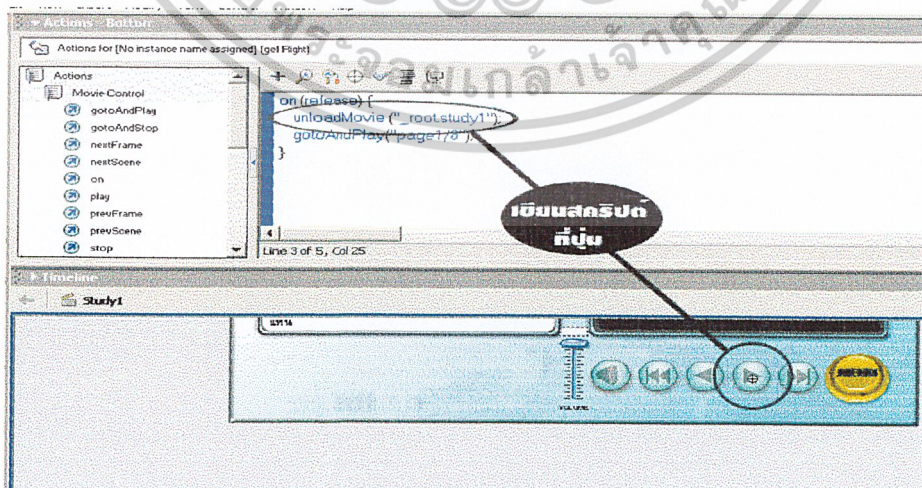 Actions - Button
Actions for [No instance name assigned] (gel Right)
Actions
Movie Control
gotoAndPlay
gotoAndStop
nextFrame
nextScene
on
play
prevFrame
prevScene
stop
on (release) {
unloadMovie ("_root.study1");
gotoAndPlay("page1/3");
}
Line 3 of 5, Col 25
เขียนสคริปต์
ที่ปุ่ม
Timeline
Study1
VOLUME